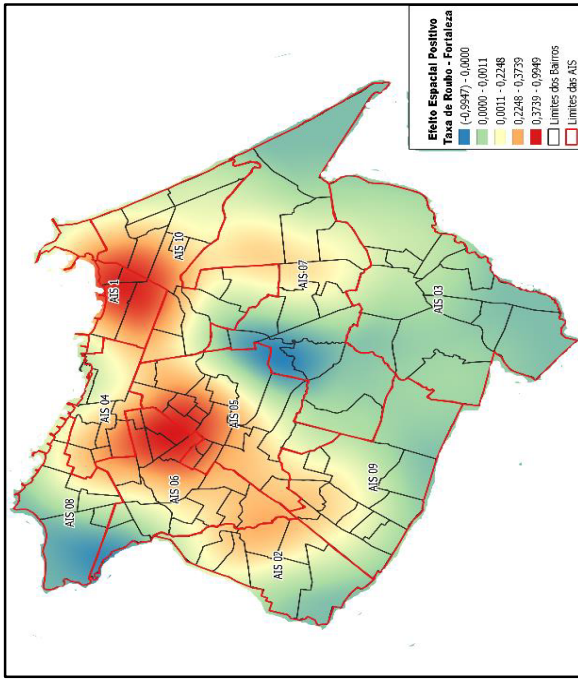 Efeito Espacial Positivo
Taxa de Roubo - Fortaleza
(-0,9947) - 0,0000
0,0000 - 0,0011
0,0011 - 0,2248
0,2248 - 0,3739
0,3739 - 0,9949
Limites dos Bairros
Limites das AIS
AIS 08
AIS 04
AIS 1
AIS 10
AIS 06
AIS 05
AIS 07
AIS 02
AIS 09
AIS 03